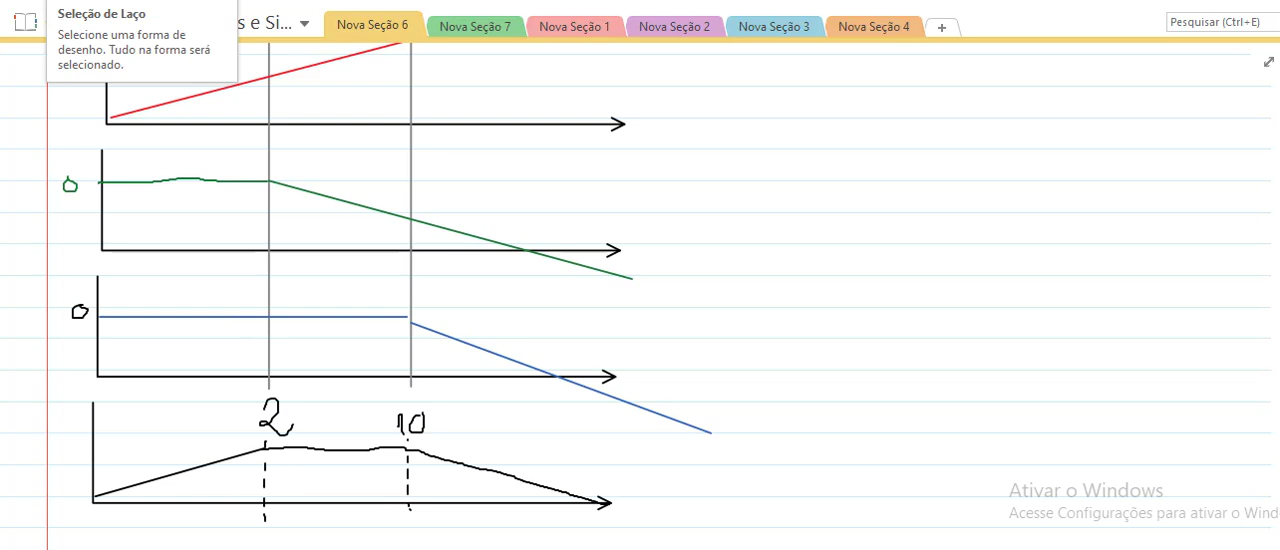 Seleção de Laço
Selecione uma forma de
desenho. Tudo na forma será
selecionado.
s e Si...
Nova Seção 6
Nova Seção 7
Nova Seção 1
Nova Seção 2
Nova Seção 3
Nova Seção 4
+
Pesquisar (Ctrl+E)
0
0
2
10
Ativar o Windows
Acesse Configurações para ativar o Wind